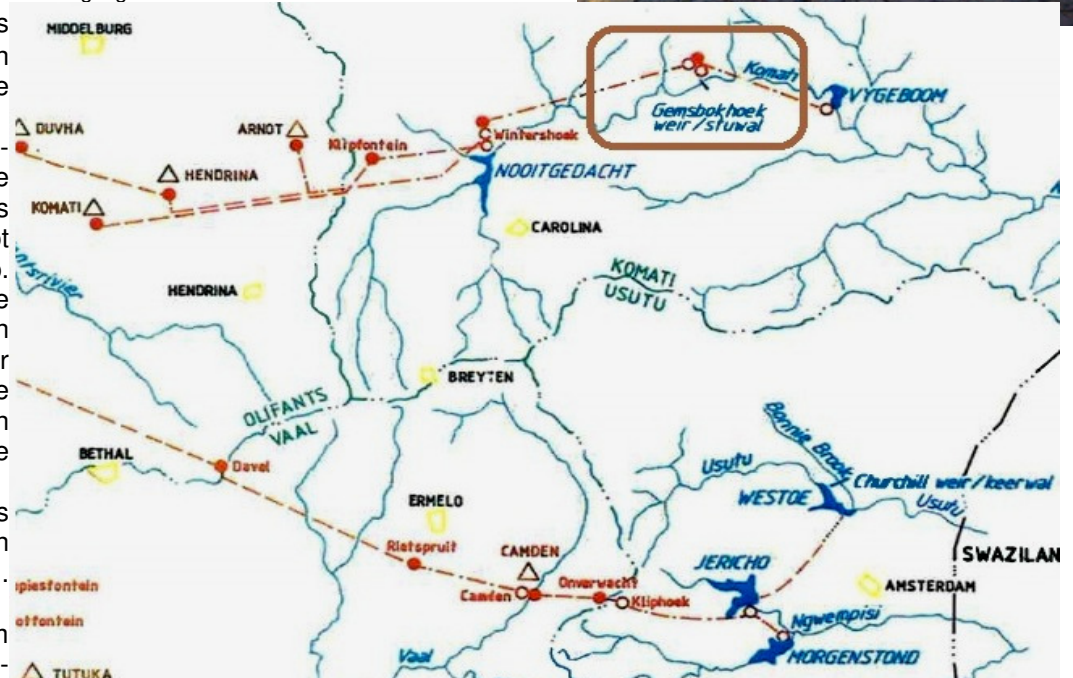 MIDDELBURG
DUVHA
ARNOT
Klipfontein
Wintershoek
Komati
VYGEBOOM
Gemsbokhoek
weir/stuwal
HENDRINA
NOOITGEDACHT
KOMATI
CAROLINA
HENDRINA
KOMATI
USUTU
BREYTEN
OLIFANTS
VAAL
BETHAL
Davel
Usutu
Bonnie Brook
WESTOE
Churchill weir/keerwal
Usutu
ERMELO
Rietspruit
CAMDEN
Camden
Onverwacht
Kliphoek
JERICHO
SWAZILAN
AMSTERDAM
Ngwempisi
MORGENSTOND
piesfontein
otfontein
Vaal
TUTUKA